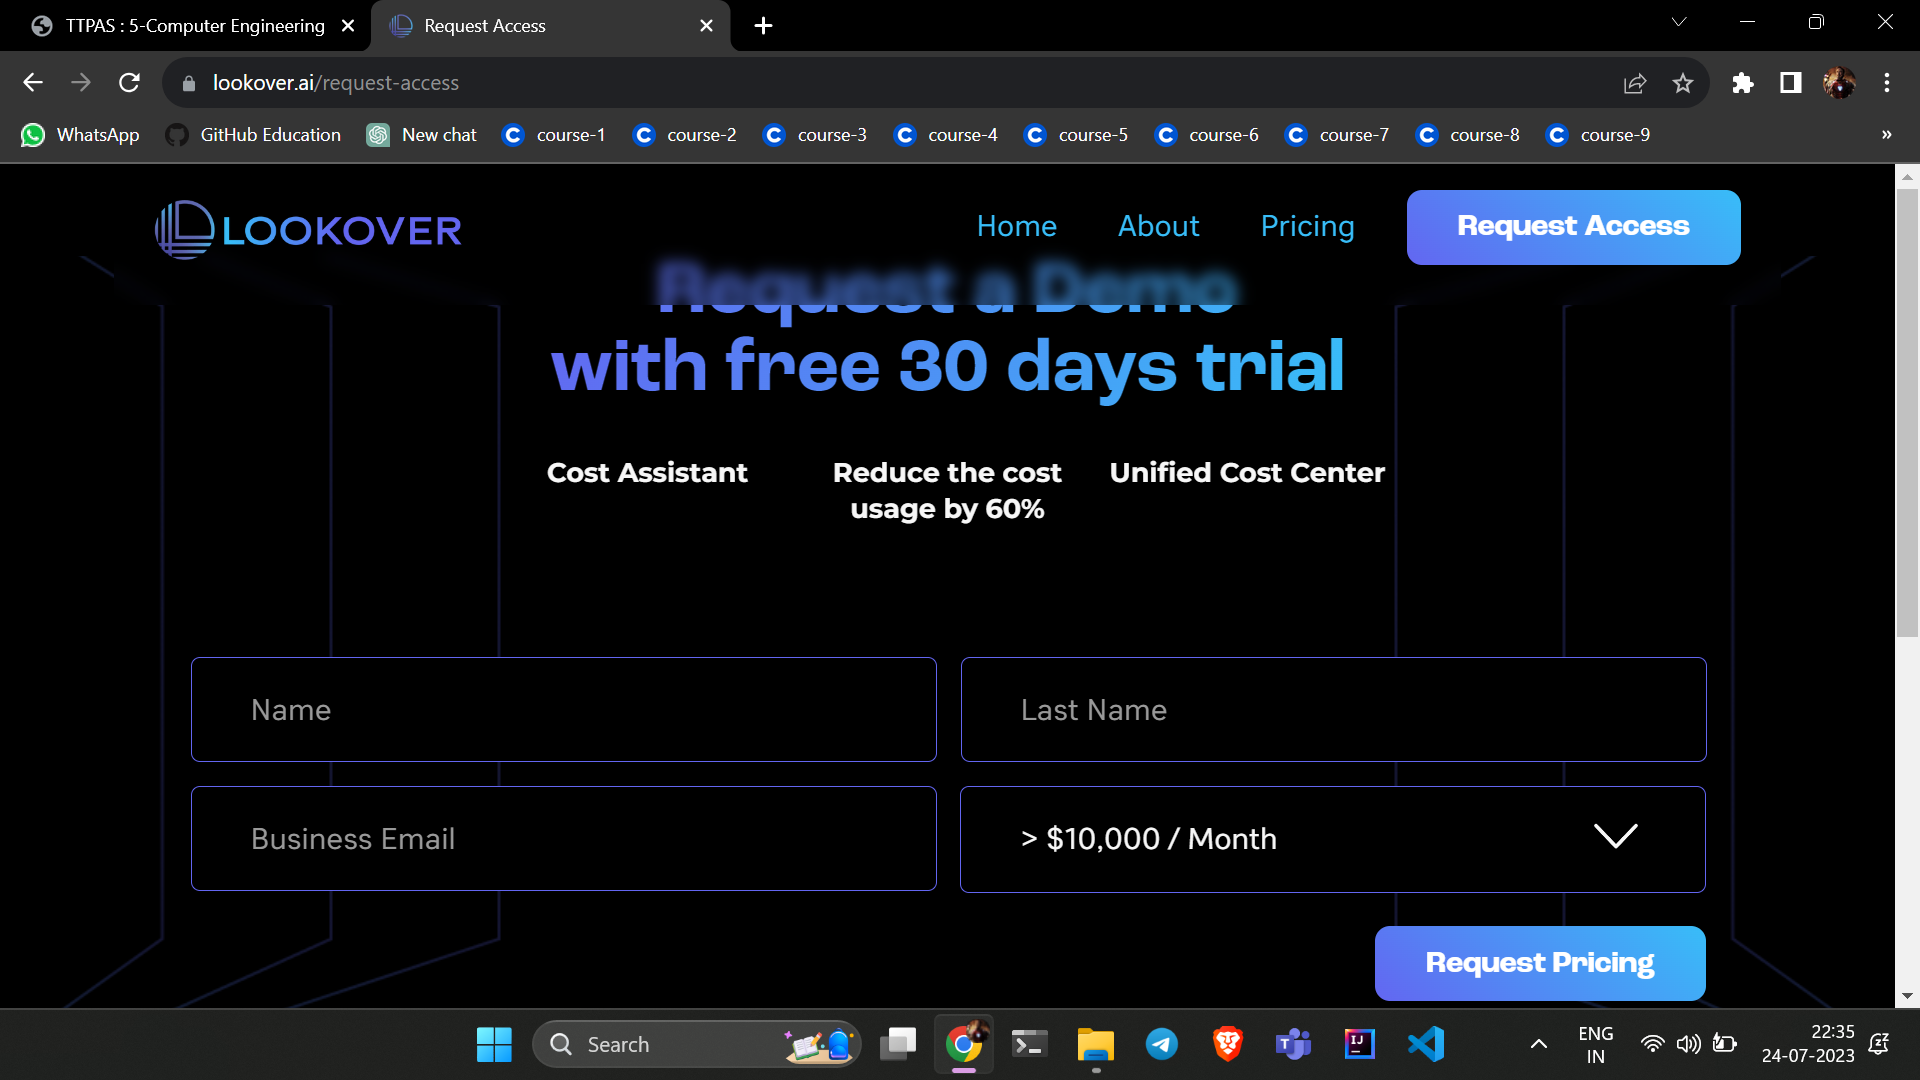 TTPAS : 5-Computer Engineering
Request Access
lookover.ai/request-access
WhatsApp
GitHub Education
New chat
course-1
course-2
course-3
course-4
course-5
course-6
course-7
course-8
course-9
»
LOOKOVER
Home
About
Pricing
Request Access
Request a Demo
with free 30 days trial
Cost Assistant
Reduce the cost
usage by 60%
Unified Cost Center
Name
Last Name
Business Email
> $10,000 / Month
Request Pricing
Search
ENG
IN
22:35
24-07-2023